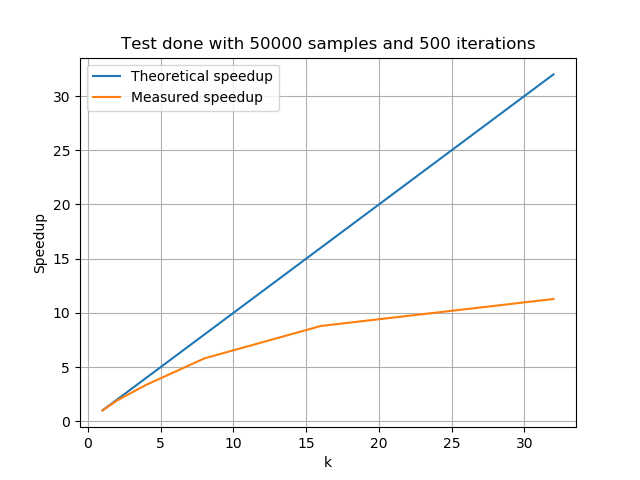 Test done with 50000 samples and 500 iterations
Theoretical speedup
Measured speedup
30
25
20
15
10
5
0
Speedup
0 5 10 15 20 25 30
k